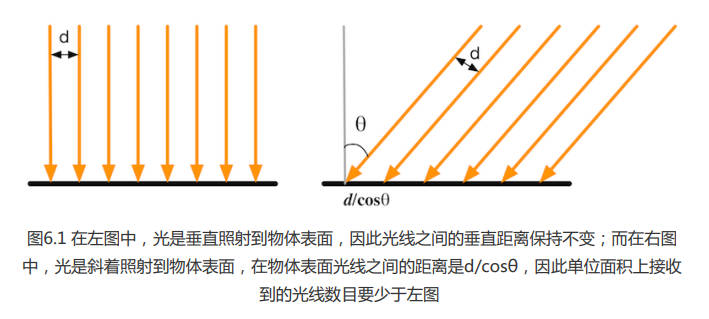 d
d
θ
d/cosθ
图6.1 在左图中，光是垂直照射到物体表面，因此光线之间的垂直距离保持不变；而在右图
中，光是斜着照射到物体表面，在物体表面光线之间的距离是d/cosθ，因此单位面积上接收
到的光线数目要少于左图